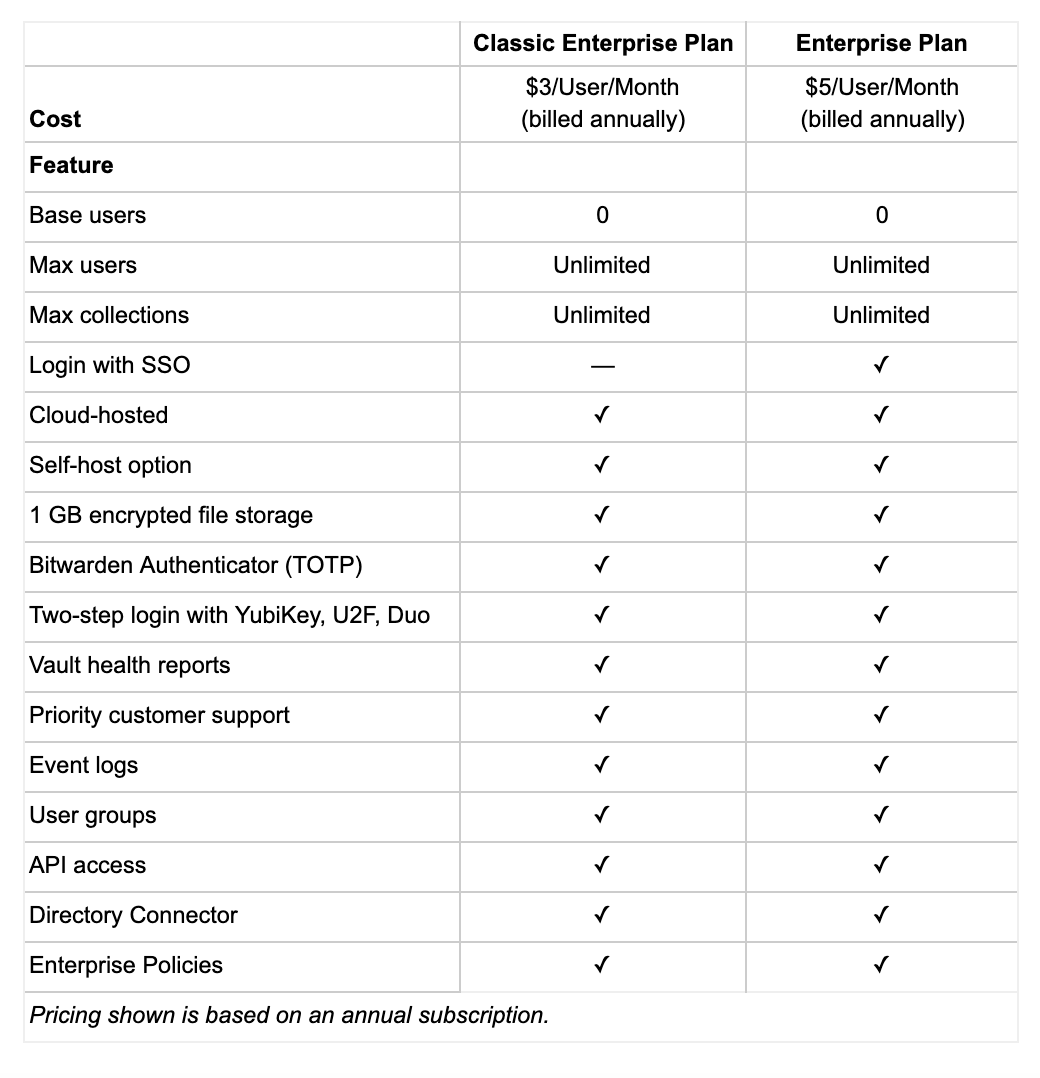 Classic Enterprise Plan Enterprise Plan
Cost $3/User/Month (billed annually) $5/User/Month (billed annually)
Feature
Base users 0 0
Max users Unlimited Unlimited
Max collections Unlimited Unlimited
Login with SSO — ✓
Cloud-hosted ✓ ✓
Self-host option ✓ ✓
1 GB encrypted file storage ✓ ✓
Bitwarden Authenticator (TOTP) ✓ ✓
Two-step login with YubiKey, U2F, Duo ✓ ✓
Vault health reports ✓ ✓
Priority customer support ✓ ✓
Event logs ✓ ✓
User groups ✓ ✓
API access ✓ ✓
Directory Connector ✓ ✓
Enterprise Policies ✓ ✓
Pricing shown is based on an annual subscription.